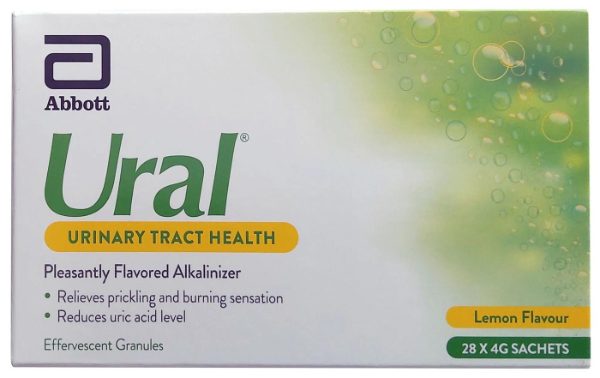 Abbott
Ural®
URINARY TRACT HEALTH
Pleasantly Flavored Alkalinizer
• Relieves prickling and burning sensation
• Reduces uric acid level
Effervescent Granules
Lemon Flavour
28 X 4G SACHETS